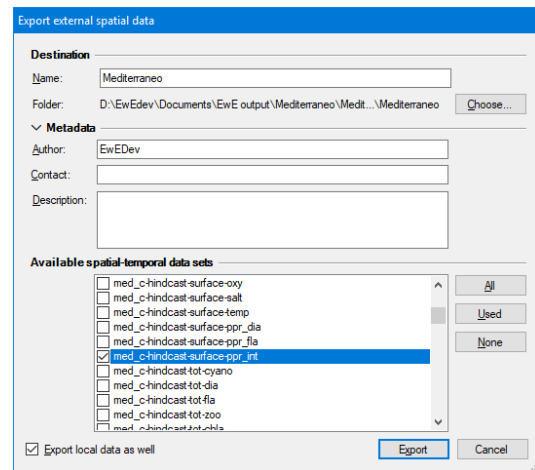 Export external spatial data
Destination
Name: Mediterraneo
Folder: D:\EwEdev\Documents\EwE output\Mediterraneo\Medit...\Mediterraneo Choose...
Metadata
Author: EwEDev
Contact:
Description:
Available spatial-temporal data sets
med_c-hindcast-surface-oxy All
med_c-hindcast-surface-salt
med_c-hindcast-surface-temp Used
med_c-hindcast-surface-ppr_dia
med_c-hindcast-surface-ppr_fla None
med_c-hindcast-surface-ppr_int
med_c-hindcast-tot-cyano
med_c-hindcast-tot-dia
med_c-hindcast-tot-fla
med_c-hindcast-tot-zoo
med_c-hindcast-tot-chla
Export local data as well Export Cancel